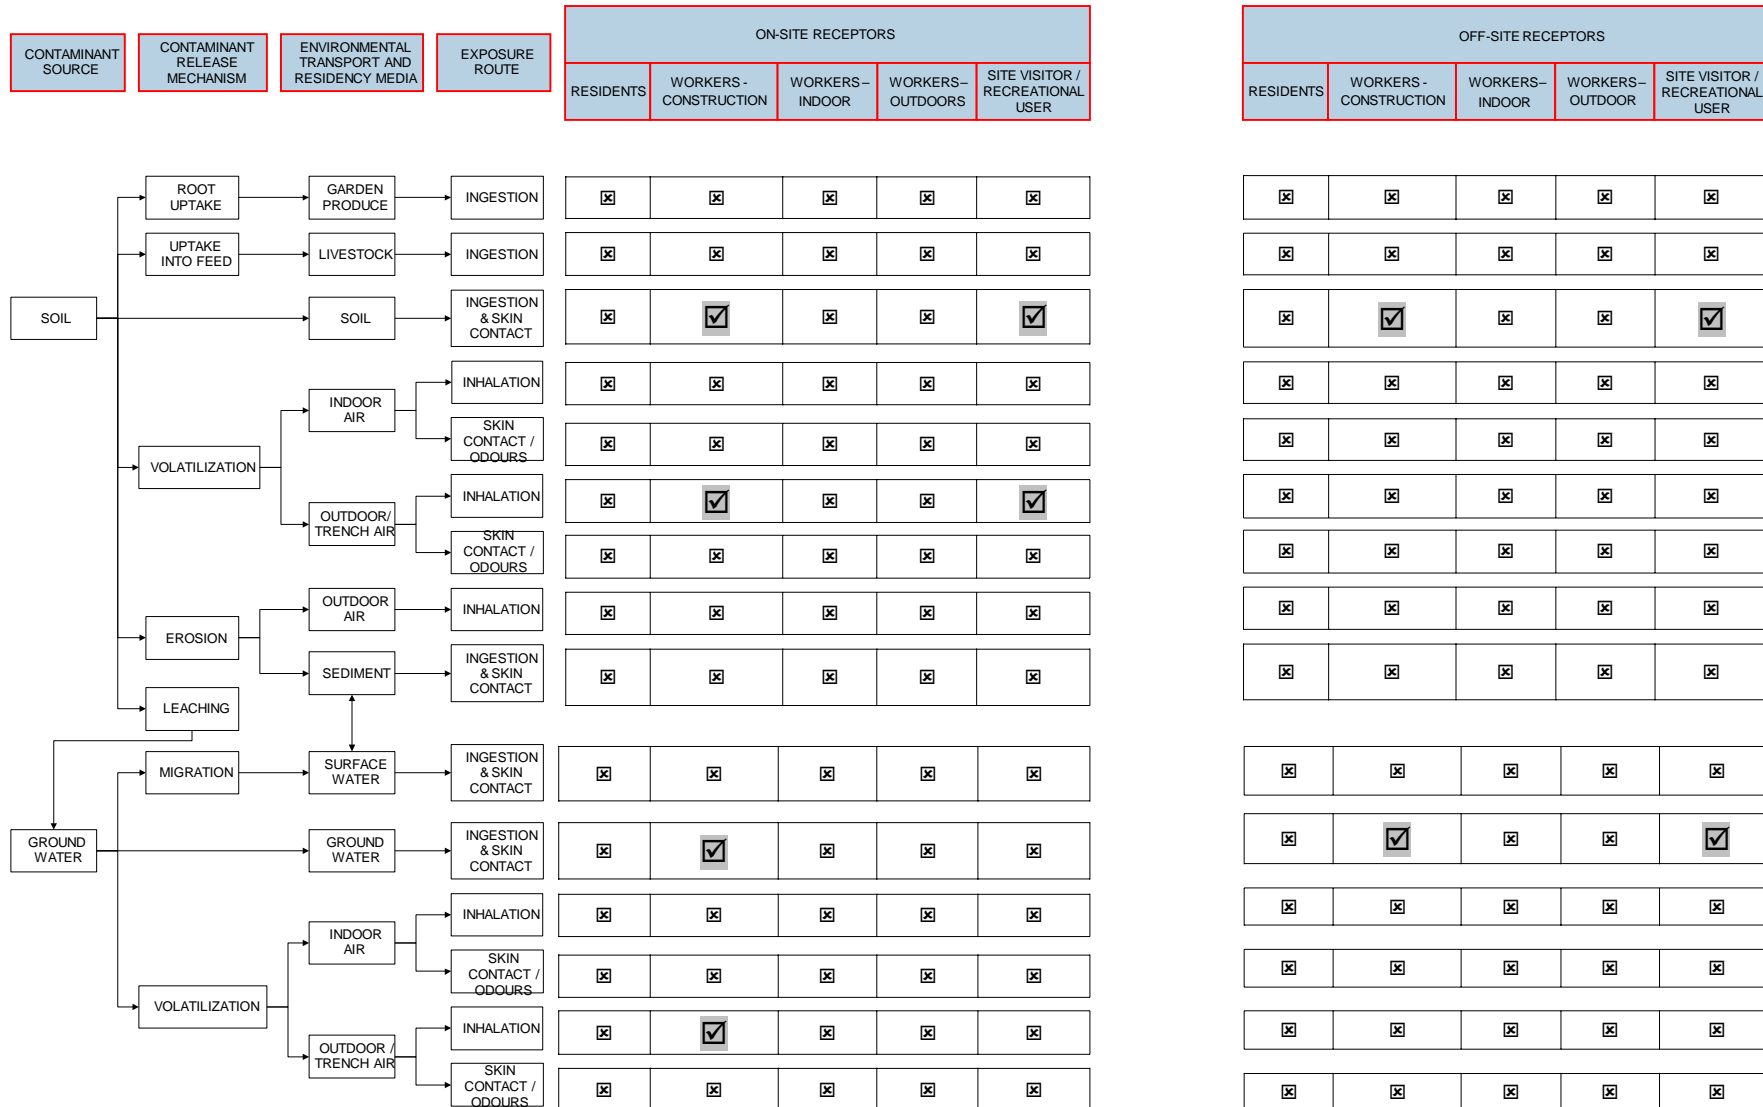 ON-SITE RECEPTORS
OFF-SITE RECEPTORS
CONTAMINANT
SOURCE
CONTAMINANT
RELEASE
MECHANISM
ENVIRONMENTAL
TRANSPORT AND
RESIDENCY MEDIA
EXPOSURE
ROUTE
RESIDENTS
WORKERS -
CONSTRUCTION
WORKERS–
INDOOR
WORKERS–
OUTDOORS
SITE VISITOR /
RECREATIONAL
USER
RESIDENTS
WORKERS -
CONSTRUCTION
WORKERS–
INDOOR
WORKERS–
OUTDOOR
SITE VISITOR /
RECREATIONAL
USER
ROOT
UPTAKE
GARDEN
PRODUCE
INGESTION
UPTAKE
INTO FEED
LIVESTOCK
INGESTION
SOIL
SOIL
INGESTION
& SKIN
CONTACT
VOLATILIZATION
INDOOR
AIR
INHALATION
SKIN
CONTACT /
ODOURS
OUTDOOR/
TRENCH AIR
INHALATION
SKIN
CONTACT /
ODOURS
EROSION
OUTDOOR
AIR
INHALATION
SEDIMENT
INGESTION
& SKIN
CONTACT
LEACHING
MIGRATION
SURFACE
WATER
INGESTION
& SKIN
CONTACT
GROUND
WATER
GROUND
WATER
INGESTION
& SKIN
CONTACT
VOLATILIZATION
INDOOR
AIR
INHALATION
SKIN
CONTACT /
ODOURS
OUTDOOR /
TRENCH AIR
INHALATION
SKIN
CONTACT /
ODOURS